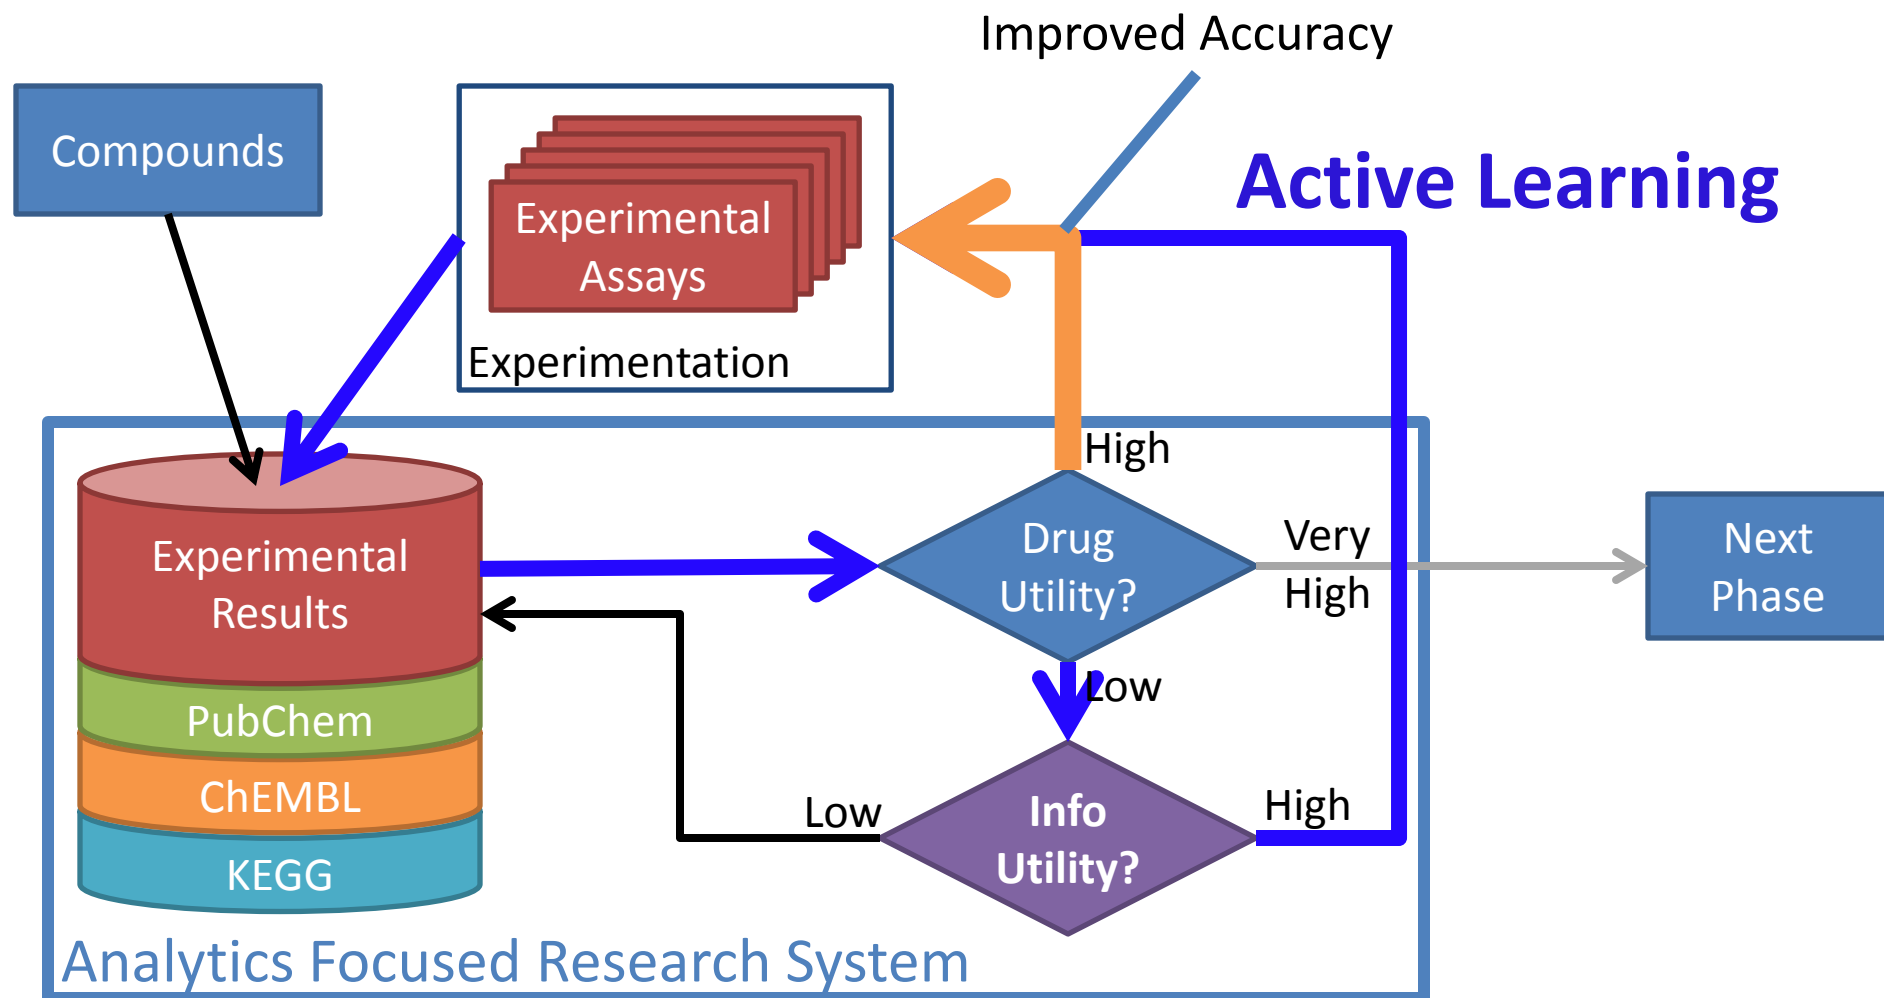 Improved Accuracy
Compounds
Active Learning
Experimental
Assays
Experimentation
High
Experimental
Results
Drug
Utility?
Very
High
Next
Phase
Low
PubChem
ChEMBL
KEGG
Low
Info
Utility?
High
Analytics Focused Research System